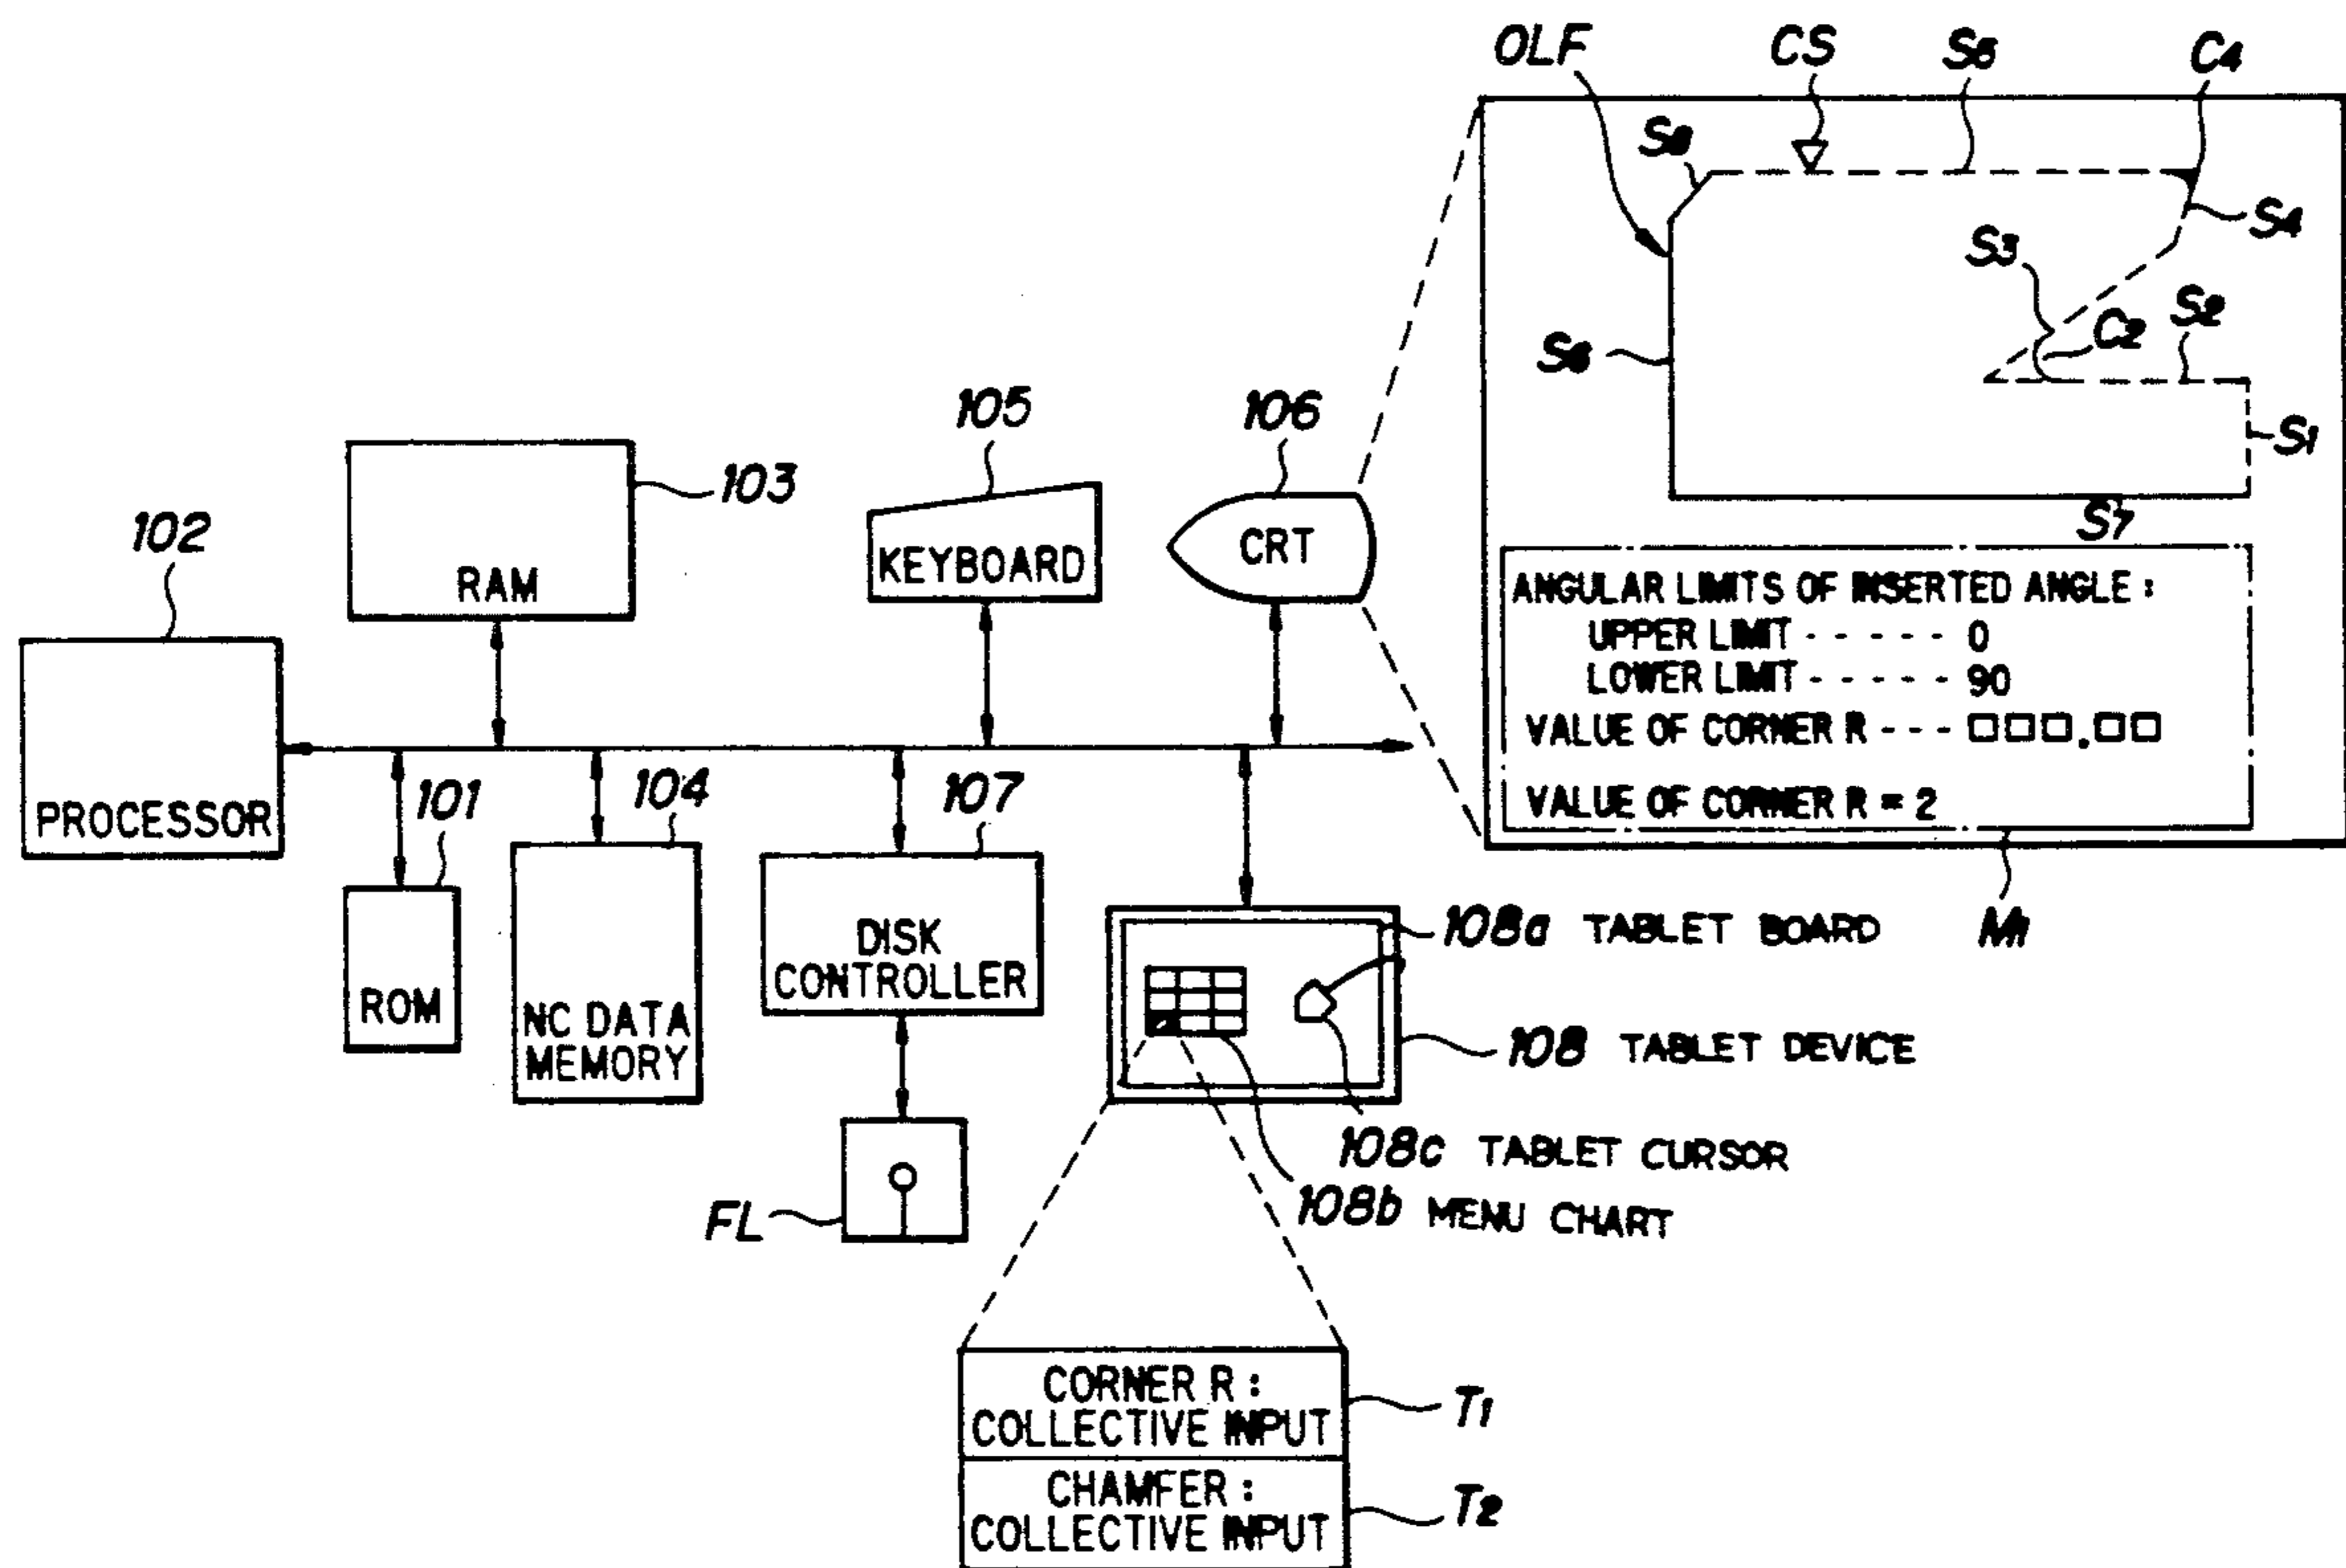 OLF
CS
S5
C4
S8
S4
S3
S2
C2
S6
S1
S7
105
106
103
102
KEYBOARD
CRT
RAM
ANGULAR LIMITS OF INSERTED ANGLE :
UPPER LIMIT - - - - - 0
LOWER LIMIT - - - - - 90
VALUE OF CORNER R - - - □□□.□□
VALUE OF CORNER R = 2
M1
PROCESSOR
101
104
107
ROM
NC DATA
MEMORY
DISK
CONTROLLER
108a TABLET BOARD
108 TABLET DEVICE
108c TABLET CURSOR
108b MENU CHART
FL
CORNER R :
COLLECTIVE INPUT
T1
CHAMFER :
COLLECTIVE INPUT
T2